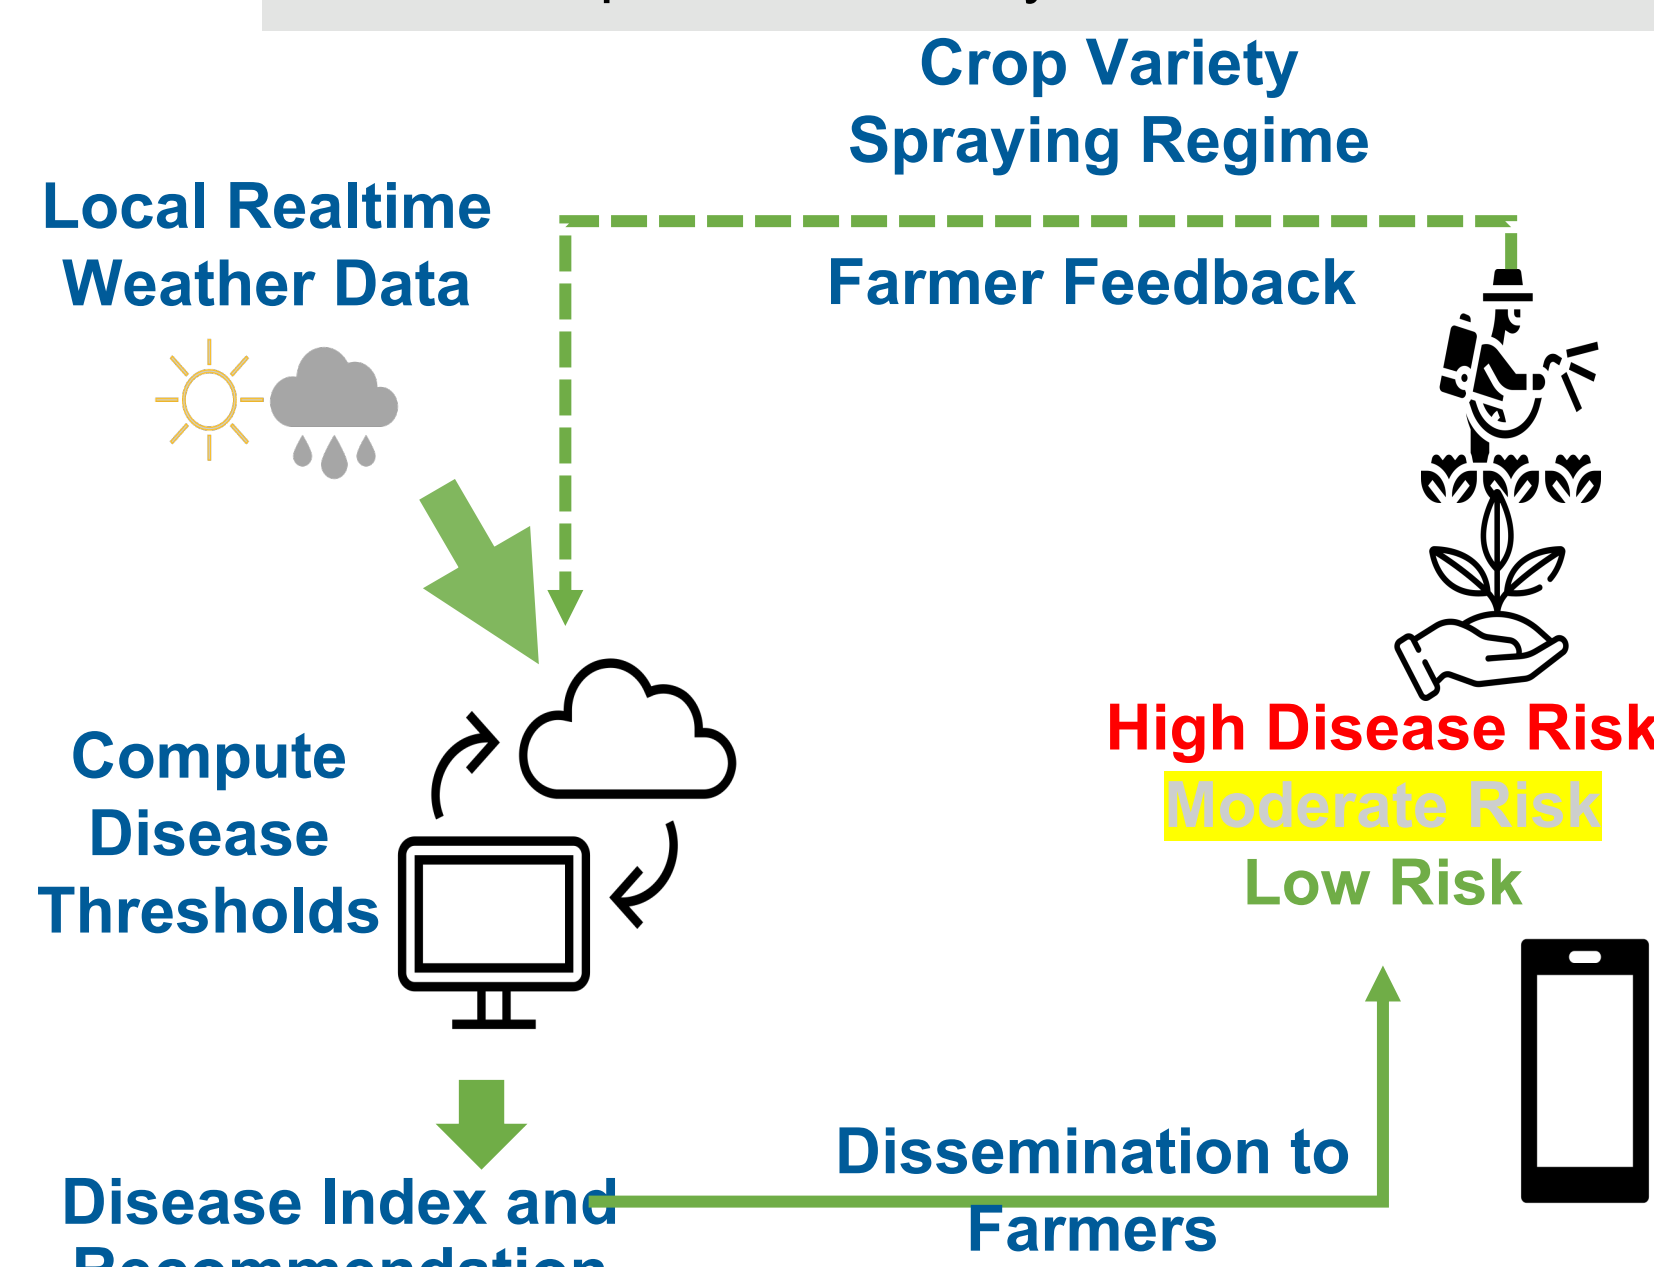 Crop Variety
Spraying Regime
Local Realtime
Weather Data
Farmer Feedback
Compute
Disease
Thresholds
High Disease Risk
Moderate Risk
Low Risk
Dissemination to
Farmers
Disease Index and
Recommendation